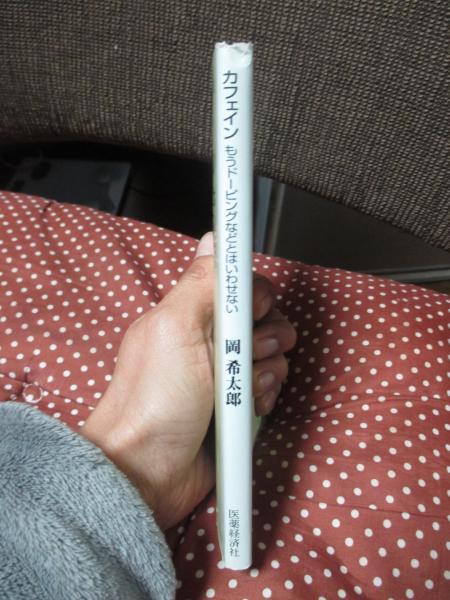 カフェイン もうドーピングなどとはいわせない
岡 希太郎
医薬経済社